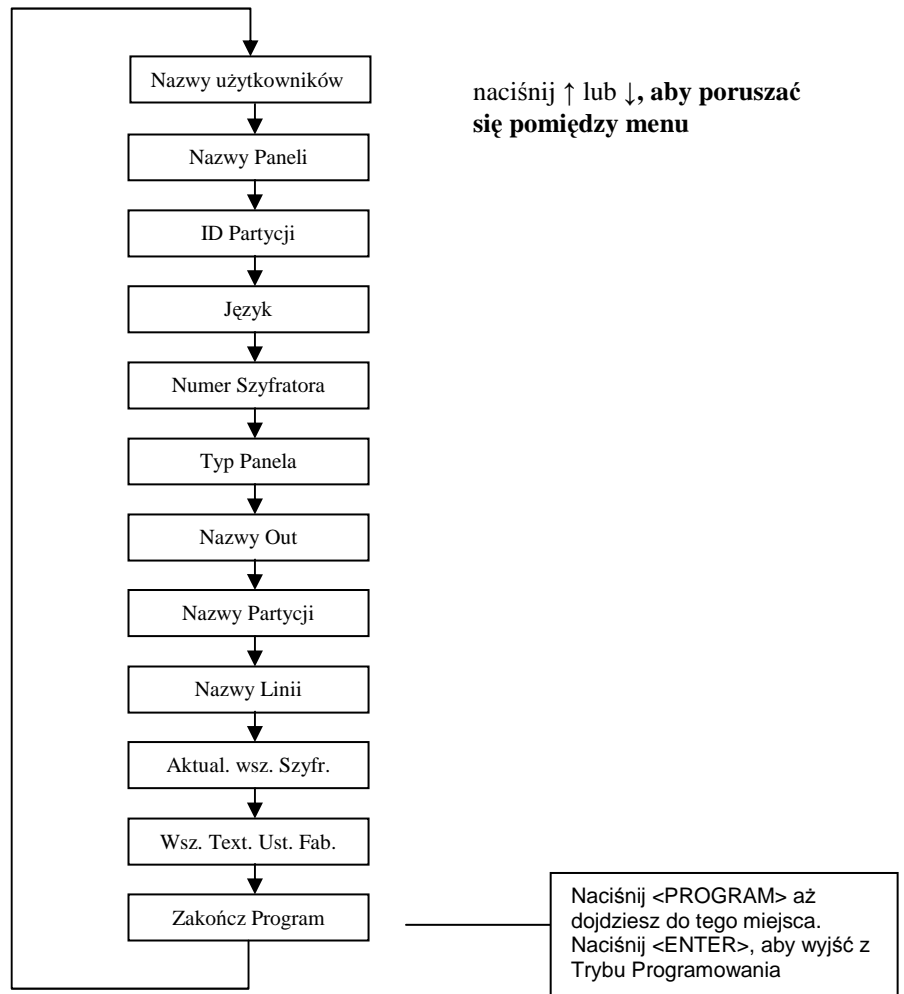 Nazwy użytkowników
naciśnij ↑ lub ↓, aby poruszać
się pomiędzy menu
Nazwy Paneli
ID Partycji
Język
Numer Szyfratora
Typ Panela
Nazwy Out
Nazwy Partycji
Nazwy Linii
Aktual. wsz. Szyfr.
Wsz. Text. Ust. Fab.
Zakończ Program
Naciśnij <PROGRAM> aż
dojdziesz do tego miejsca.
Naciśnij <ENTER>, aby wyjść z
Trybu Programowania